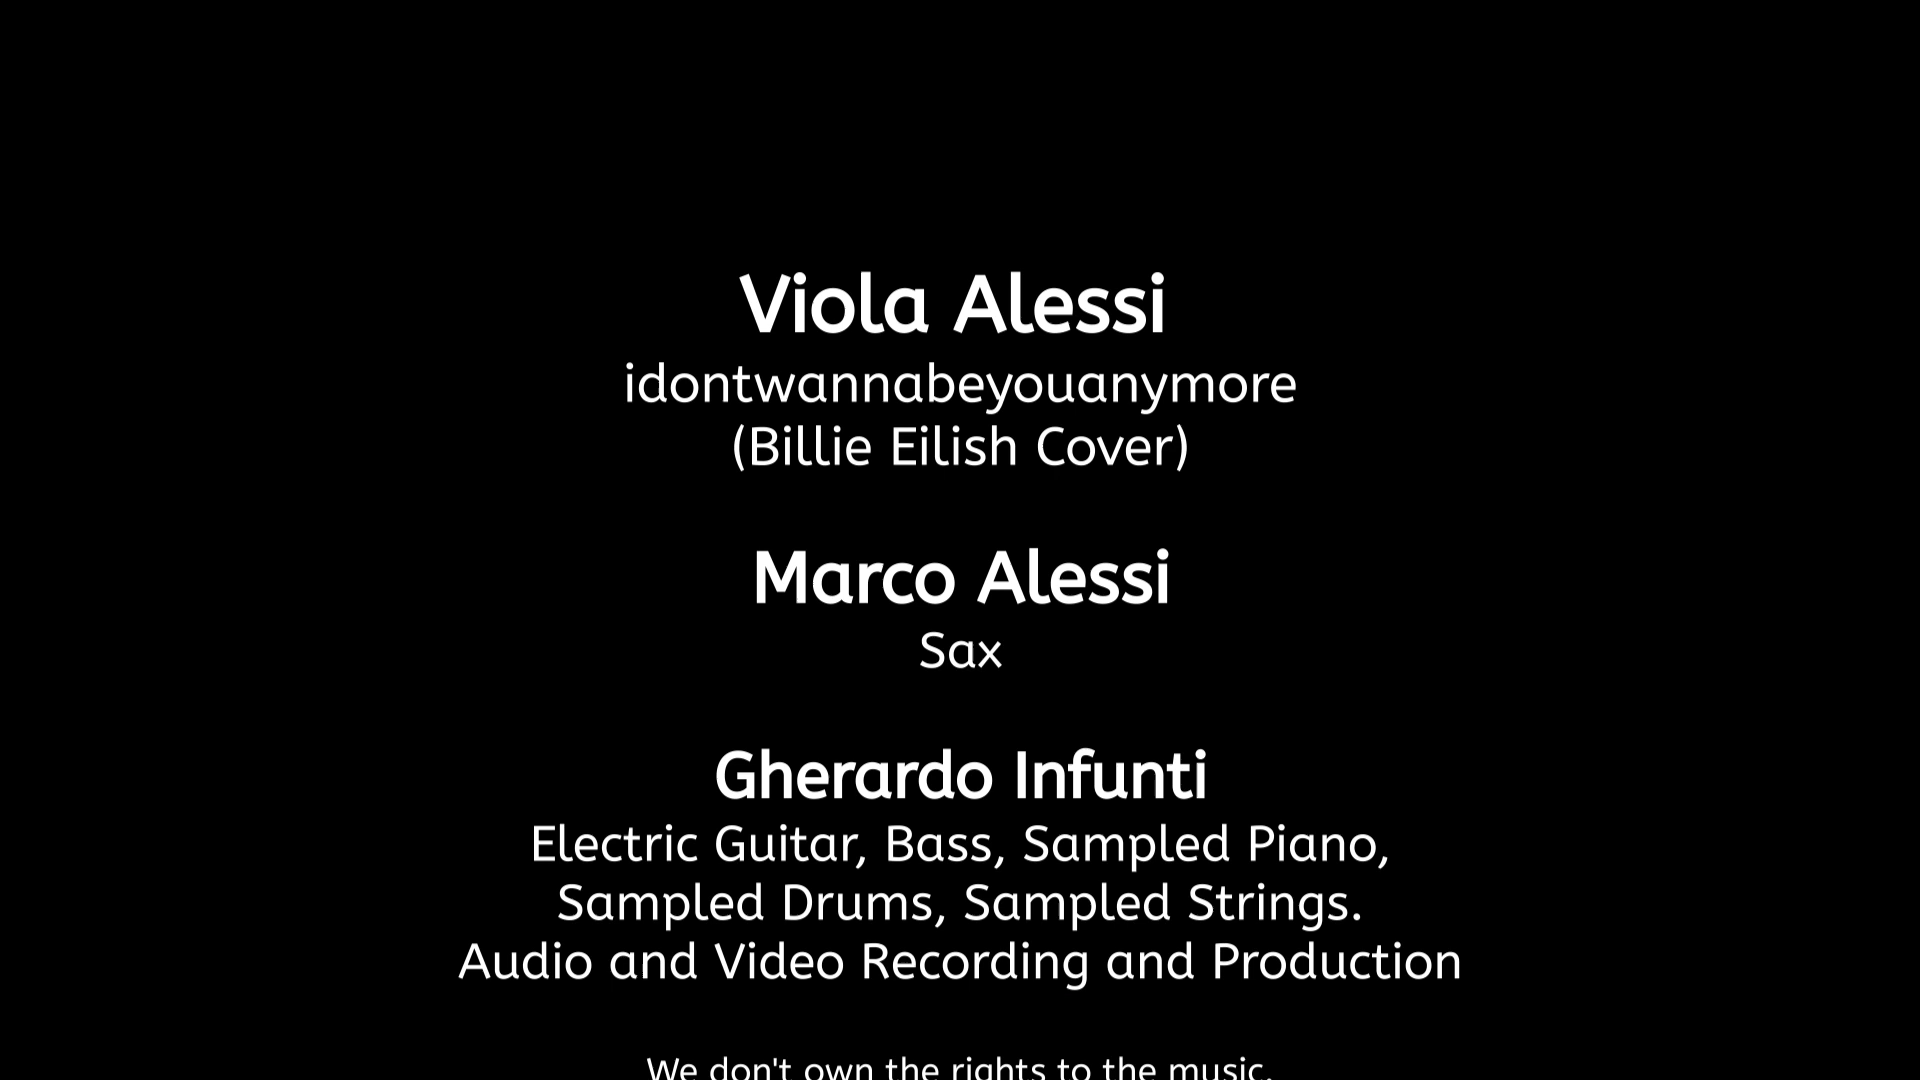 Viola Alessi
idontwannabeyouanymore
(Billie Eilish Cover)
Marco Alessi
Sax
Gherardo Infunti
Electric Guitar, Bass, Sampled Piano,
Sampled Drums, Sampled Strings.
Audio and Video Recording and Production
We don't own the rights to the music.